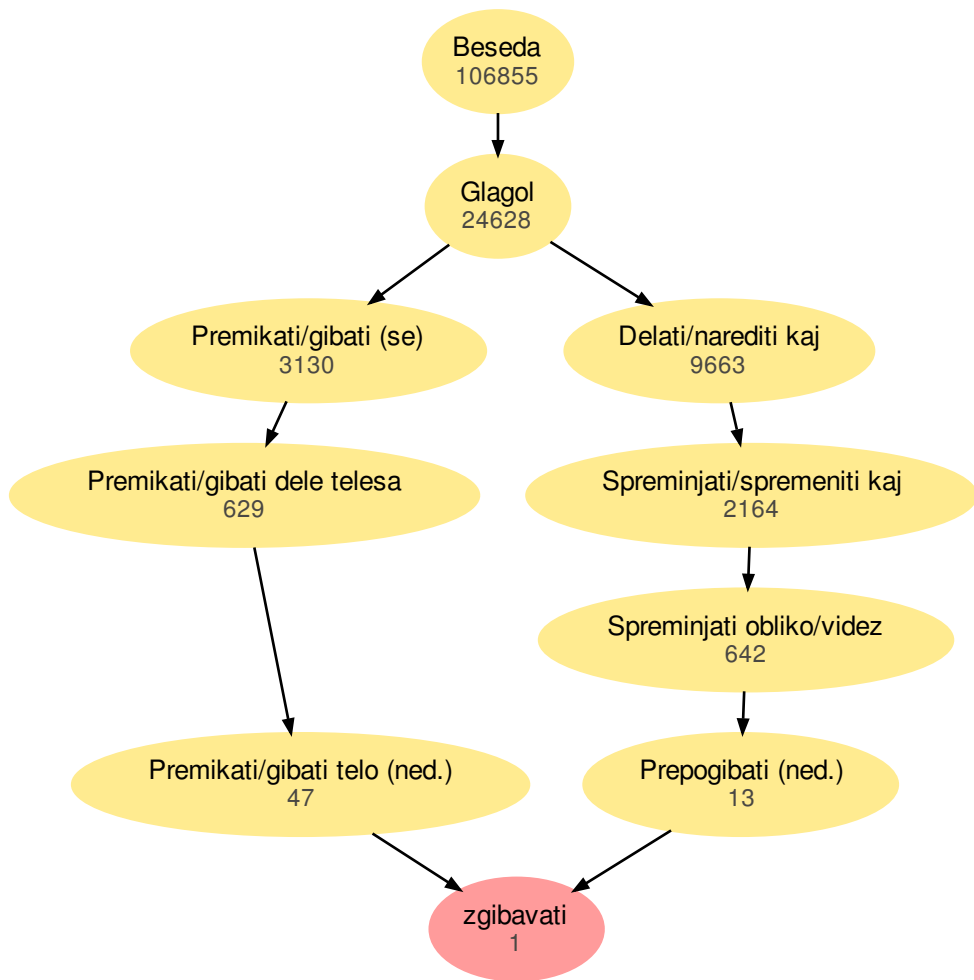 Beseda
106855
Glagol
24628
Premikati/gibati (se)
3130
Delati/narediti kaj
9663
Premikati/gibati dele telesa
629
Spreminjati/spremeniti kaj
2164
Spreminjati obliko/videz
642
Premikati/gibati telo (ned.)
47
Prepogibati (ned.)
13
zgibavati
1